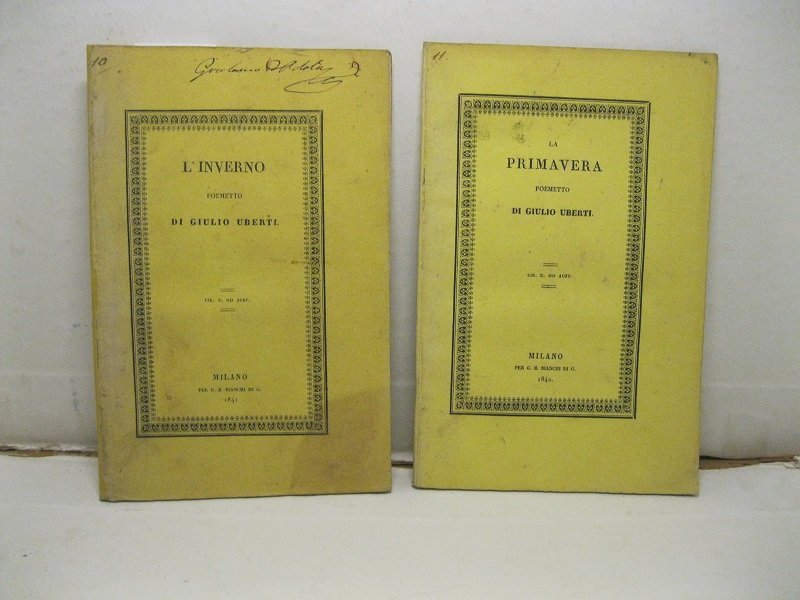 10
L'INVERNO
POEMETTO
DI GIULIO UBERTI.
MILANO
PER G. B. BIANCHI DI G.
1841
11.
LA
PRIMAVERA
POEMETTO
DI GIULIO UBERTI.
MILANO
PER G. B. BIANCHI DI G.
1842.